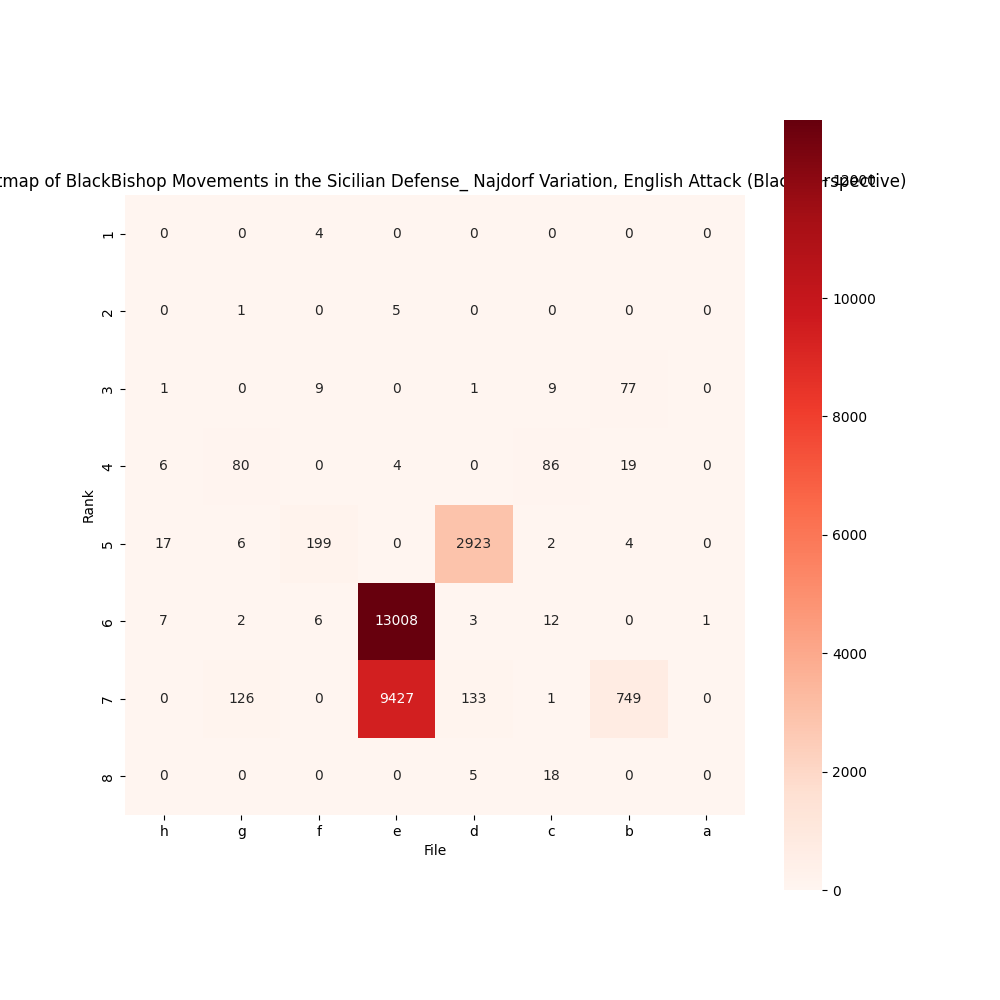 tmap of BlackBishop Movements in the Sicilian Defense_ Najdorf Variation, English Attack (Blac rspective)
12000
1 0 0 4 0 0 0 0 0
2 0 1 0 5 0 0 0 0
10000
3 1 0 9 0 1 9 77 0
8000
4 6 80 0 4 0 86 19 0
Rank
6000
5 17 6 199 0 2923 2 4 0
6 7 2 6 13008 3 12 0 1
4000
7 0 126 0 9427 133 1 749 0
2000
8 0 0 0 0 5 18 0 0
h g f e d c b a
File
0